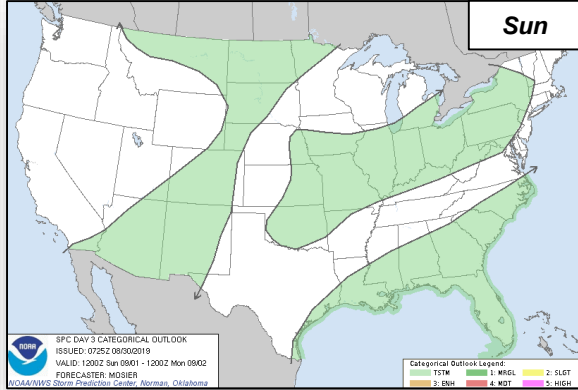 Sun
NOAA
SPC DAY 3 CATEGORICAL OUTLOOK
ISSUED: 0725Z 08/30/2019
VALID: 1200Z Sun 09/01 - 1200Z Mon 09/02
FORECASTER: MOSIER
NOAA/NWS Storm Prediction Center, Norman, Oklahoma
Categorical Outlook Legend:
TSTM 1: MRGL 2: SLGT
3: ENH 4: MDT 5: HIGH